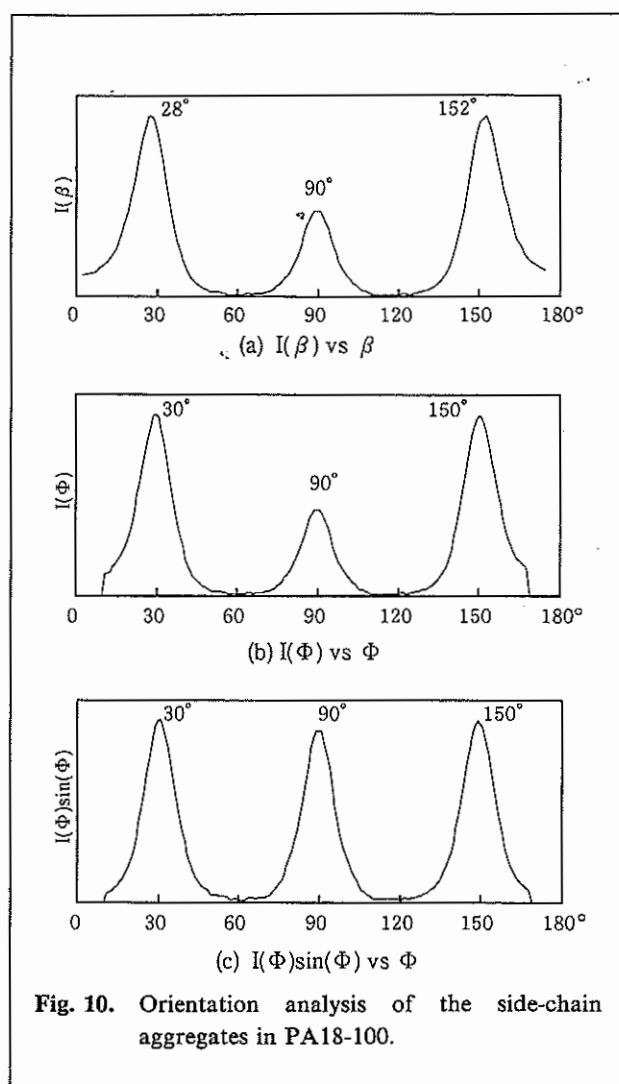 28°
152°
90°
I(β)
0 30 60 90 120 150 180°
(a) I(β) vs β
30°
150°
90°
I(Φ)
0 30 60 90 120 150 180°
(b) I(Φ) vs Φ
30°
90°
150°
I(Φ)sin(Φ)
0 30 60 90 120 150 180°
(c) I(Φ)sin(Φ) vs Φ
Fig. 10. Orientation analysis of the side-chain
aggregates in PA18-100.